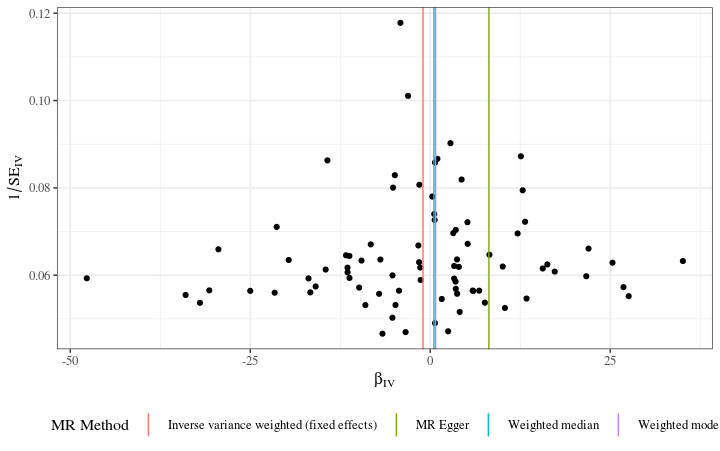 0.12
0.10
0.08
0.06
1/SE_IV
-50 -25 0 25
β_IV
MR Method Inverse variance weighted (fixed effects) MR Egger Weighted median Weighted mode